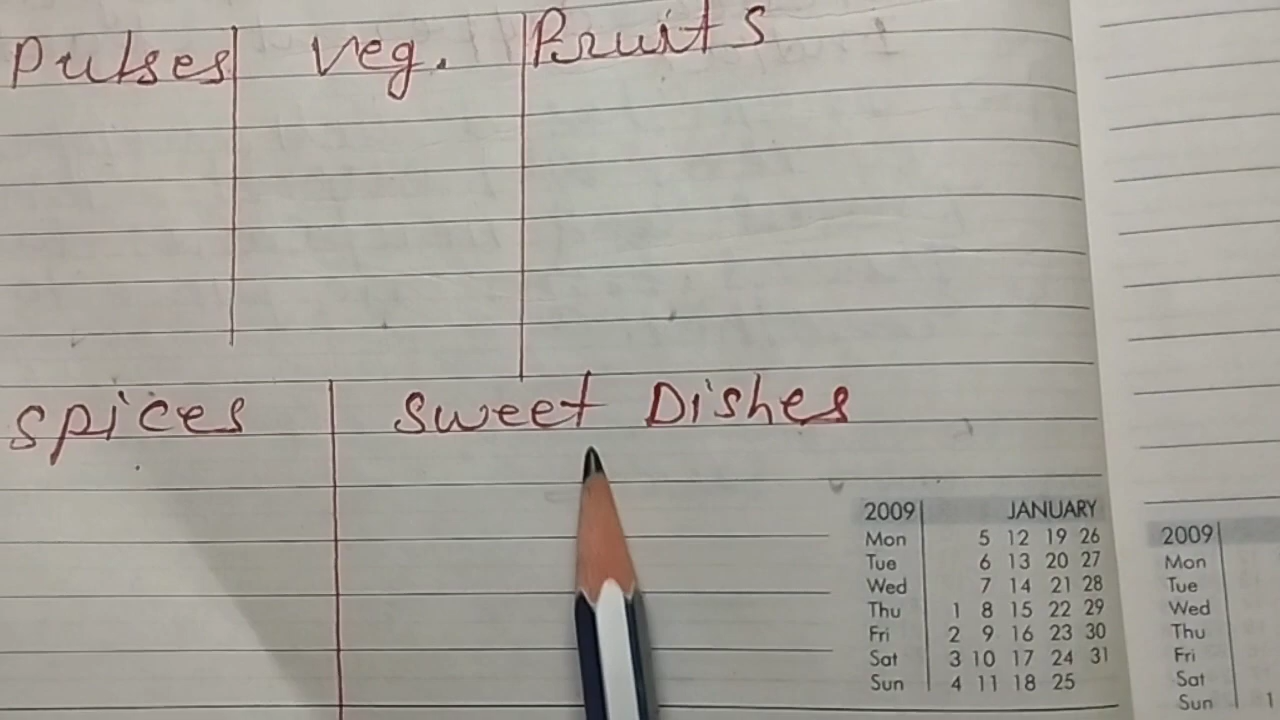 Pulses Veg. Fruits
Spices Sweet Dishes
2009 JANUARY
Mon 5 12 19 26
Tue 6 13 20 27
Wed 7 14 21 28
Thu 1 8 15 22 29
Fri 2 9 16 23 30
Sat 3 10 17 24 31
Sun 4 11 18 25
2009
Mon
Tue
Wed
Thu
Fri
Sat
Sun 1